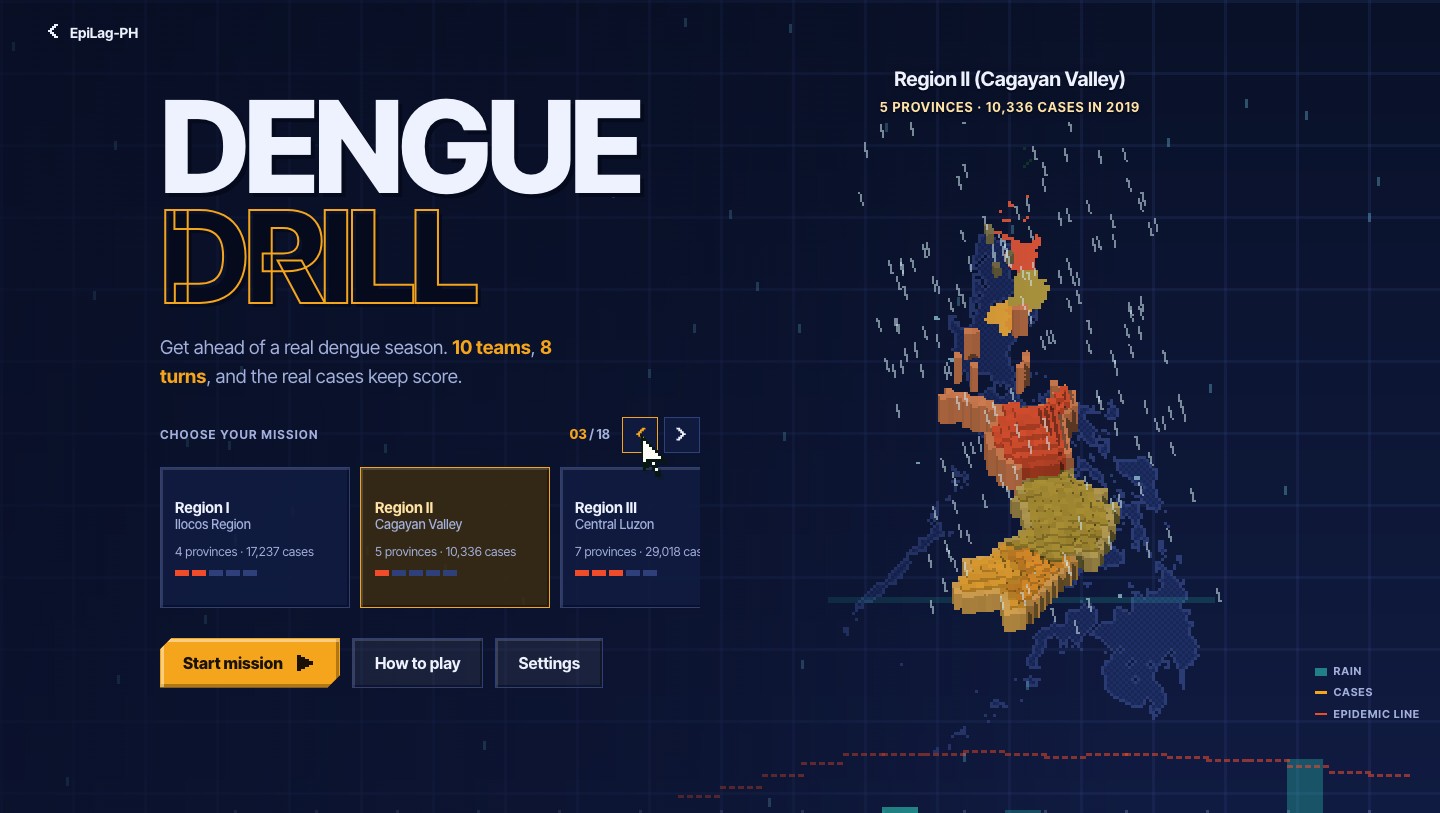 EpiLag-PH
Region II (Cagayan Valley)
5 PROVINCES · 10,336 CASES IN 2019
DENGUE
DRILL
Get ahead of a real dengue season. 10 teams, 8
turns, and the real cases keep score.
CHOOSE YOUR MISSION
03 / 18
Region I
Ilocos Region
4 provinces · 17,237 cases
Region II
Cagayan Valley
5 provinces · 10,336 cases
Region III
Central Luzon
7 provinces · 29,018 cas
Start mission
How to play
Settings
RAIN
CASES
EPIDEMIC LINE